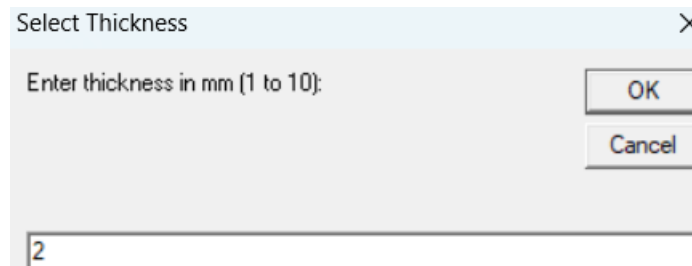 Select Thickness
Enter thickness in mm (1 to 10):
OK
Cancel
2